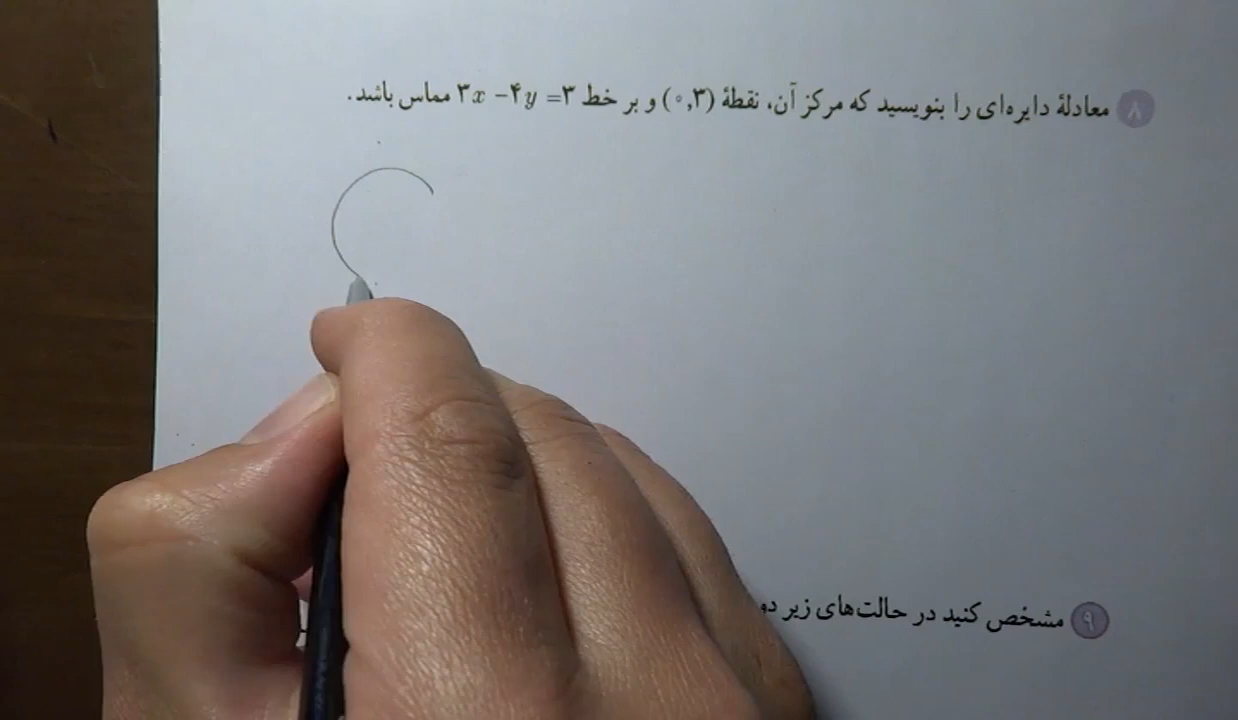 ۸ معادلهٔ دایره‌ای را بنویسید که مرکز آن، نقطهٔ (۰,۳) و بر خط ۳x −۴y =۳ مماس باشد.
۹ مشخص کنید در حالت‌های زیر دو